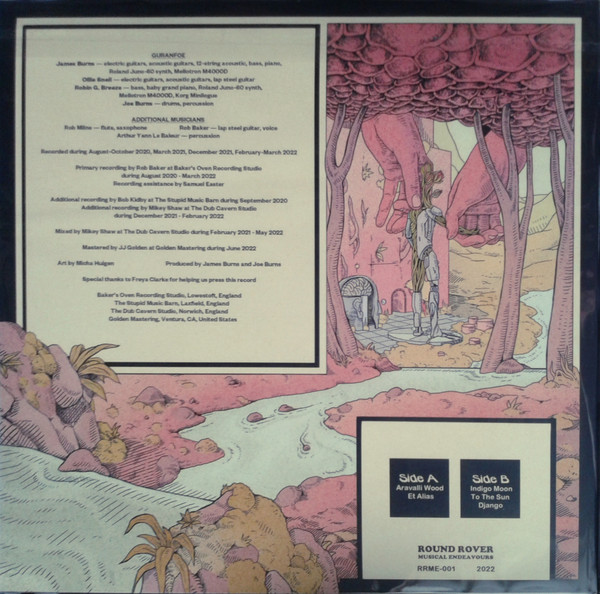 GURANFOE
James Burns — electric guitars, acoustic guitars, 12-string acoustic, bass, piano,
Roland Juno-60 synth, Mellotron M4000D
Ollie Snell — electric guitars, acoustic guitars, lap steel guitar
Robin G. Breeze — bass, baby grand piano, Roland Juno-60 synth,
Mellotron M4000D, Korg Minilogue
Joe Burns — drums, percussion
ADDITIONAL MUSICIANS
Rob Milne — flute, saxophone Rob Baker — lap steel guitar, voice
Arthur Yann Le Baleur — percussion
Recorded during August-October 2020, March 2021, December 2021, February-March 2022
Primary recording by Rob Baker at Baker's Oven Recording Studio
during August 2020 - March 2022
Recording assistance by Samuel Easter
Additional recording by Bob Kidby at The Stupid Music Barn during September 2020
Additional recording by Mikey Shaw at The Dub Cavern Studio
during December 2021 - February 2022
Mixed by Mikey Shaw at The Dub Cavern Studio during February 2021 - May 2022
Mastered by JJ Golden at Golden Mastering during June 2022
Art by Misha Huigen Produced by James Burns and Joe Burns
Special thanks to Freya Clarke for helping us press this record
Baker's Oven Recording Studio, Lowestoft, England
The Stupid Music Barn, Laxfield, England
The Dub Cavern Studio, Norwich, England
Golden Mastering, Ventura, CA, United States
Side A
Aravalli Wood
Et Alias
Side B
Indigo Moon
To The Sun
Django
ROUND ROVER
MUSICAL ENDEAVOURS
RRME-001 2022